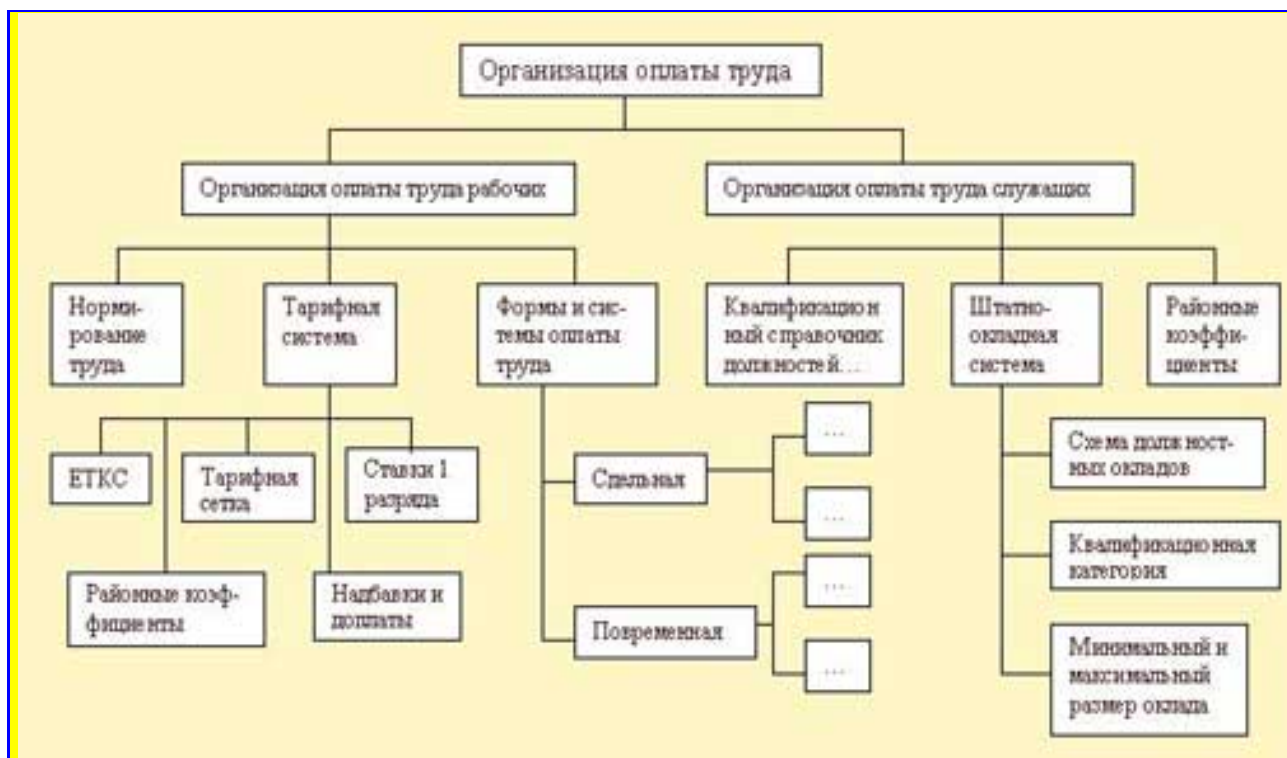 Организация оплаты труда
Организация оплаты труда рабочих
Организация оплаты труда служащих
Норми-
рование
труда
Тарифная
система
Формы и сис-
темы оплаты
труда
Квалификацион
ный справочник
должностей...
Штатно-
окладная
система
Районные
коэффи-
циенты
ЕТКС
Тарифная
сетка
Ставки 1
разряда
Районные коэф-
фициенты
Надбавки и
доплаты
Сдельная
...
...
Повременная
...
...
Схема должност-
ных окладов
Квалификационная
категория
Минимальный и
максимальный
размер оклада